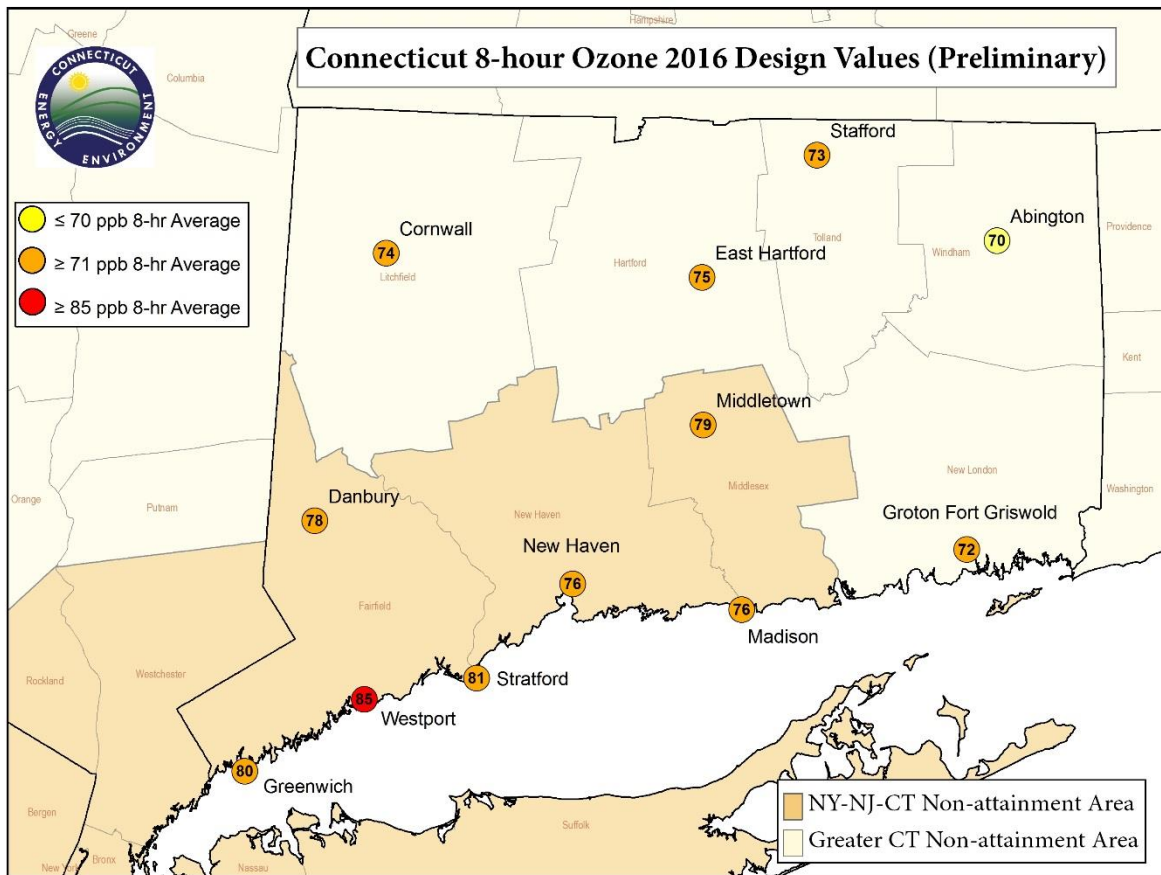 Connecticut 8-hour Ozone 2016 Design Values (Preliminary)
CONNECTICUT
ENERGY ENVIRONMENT
Greene
Columbia
Hampshire
≤ 70 ppb 8-hr Average
≥ 71 ppb 8-hr Average
≥ 85 ppb 8-hr Average
Stafford
73
Tolland
Cornwall
74
Litchfield
Hartford
East Hartford
75
Abington
70
Windham
Providence
Kent
Middletown
79
Middlesex
Orange
Putnam
Danbury
78
New Haven
New Haven
76
New London
Washington
Groton Fort Griswold
72
Fairfield
76
Madison
Rockland
Westchester
81
Stratford
85
Westport
80
Greenwich
Bergen
Bronx
New York
Nassau
Suffolk
NY-NJ-CT Non-attainment Area
Greater CT Non-attainment Area